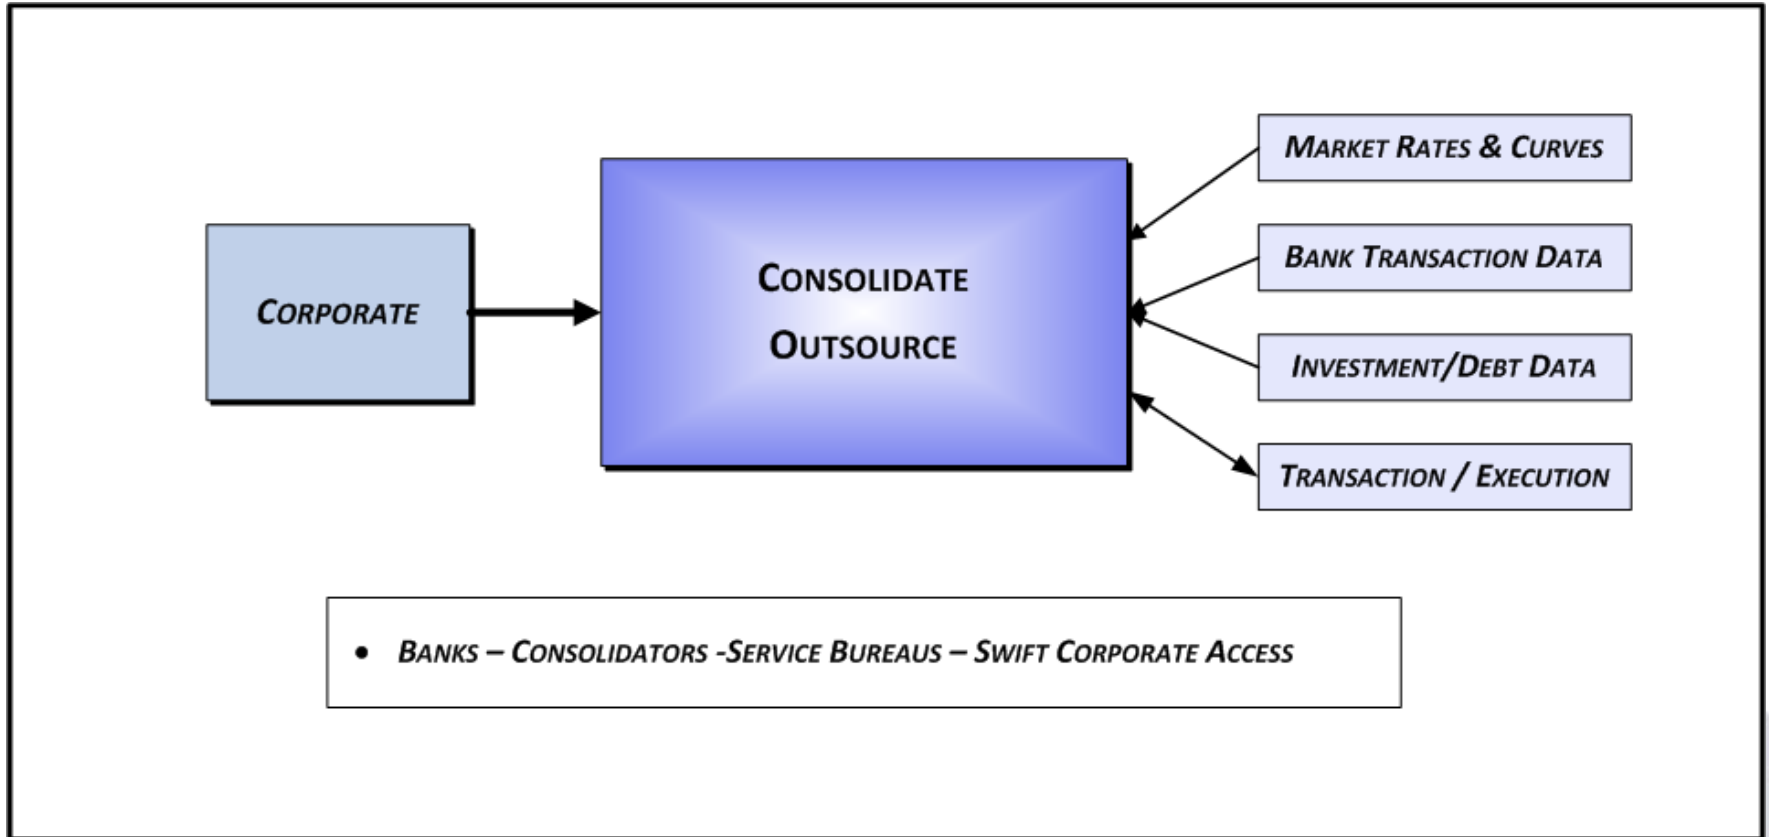 CORPORATE
CONSOLIDATE
OUTSOURCE
MARKET RATES & CURVES
BANK TRANSACTION DATA
INVESTMENT/DEBT DATA
TRANSACTION / EXECUTION
• BANKS – CONSOLIDATORS -SERVICE BUREAUS – SWIFT CORPORATE ACCESS